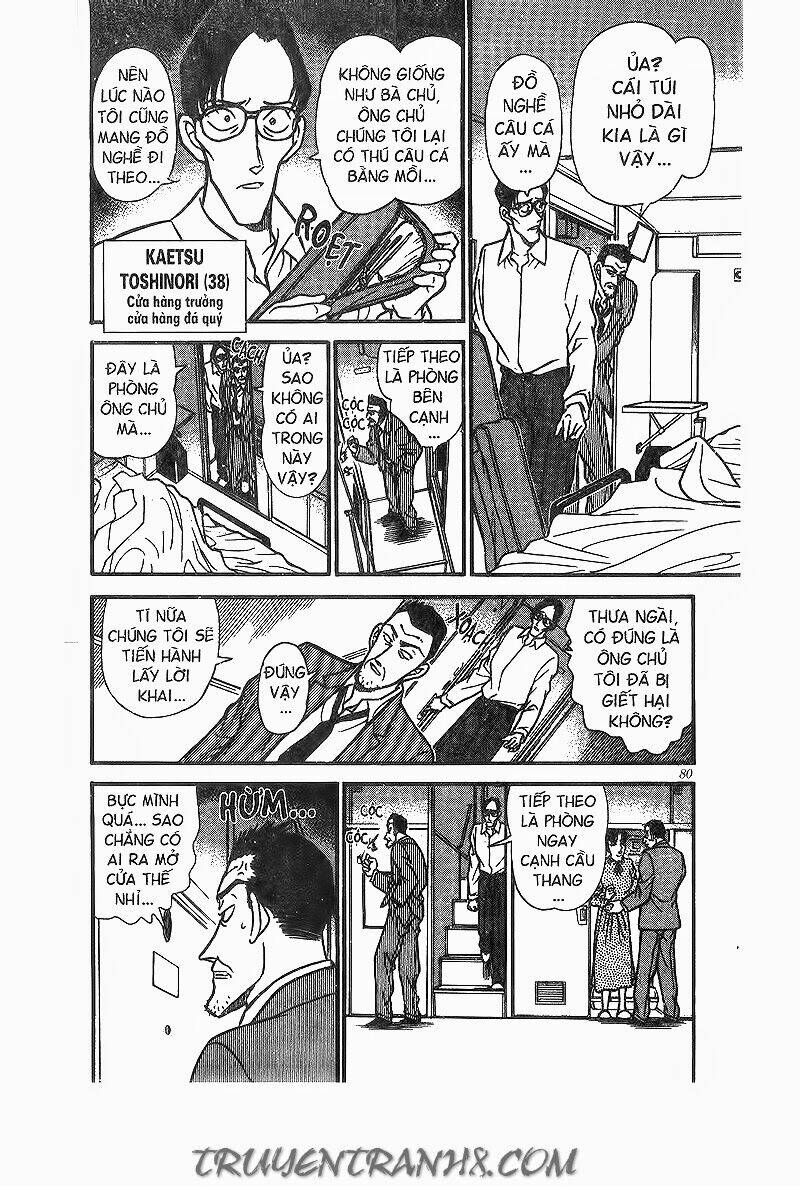 ỦA?
CÁI TÚI
NHỎ DÀI
KIA LÀ GÌ
VẬY...
ĐỒ
NGHỀ
CÂU CÁ
ẤY MÀ
...
KHÔNG GIỐNG
NHƯ BÀ CHỦ,
ÔNG CHỦ
CHÚNG TÔI LẠI
CÓ THÚ CÂU CÁ
BẰNG MỒI...
NÊN
LÚC NÀO
TÔI CŨNG
MANG ĐỒ
NGHỀ ĐI
THEO...
ROẸT
KAETSU
TOSHINORI (38)
Cửa hàng trưởng
cửa hàng đá quý
TIẾP THEO
LÀ PHÒNG
BÊN
CẠNH
CỘC
CỘC
CẠCH
ỦA?
SAO
KHÔNG
CÓ AI
TRONG
NÀY VẬY?
ĐÂY LÀ
PHÒNG
ÔNG CHỦ
MÀ...
THƯA NGÀI,
CÓ ĐÚNG LÀ
ÔNG CHỦ
TÔI ĐÃ BỊ
GIẾT HẠI
KHÔNG?
XOẠCH
ĐÚNG
VẬY
...
TÍ NỮA
CHÚNG TÔI SẼ
TIẾN HÀNH
LẤY LỜI
KHAI...
80
TIẾP THEO
LÀ PHÒNG
NGAY
CẠNH CẦU
THANG
...
CỘC
CỘC
HỪM...
BỰC MÌNH
QUÁ... SAO
CHẲNG CÓ
AI RA MỞ
CỬA THẾ
NHỈ...
TRUYENTRANH8.COM